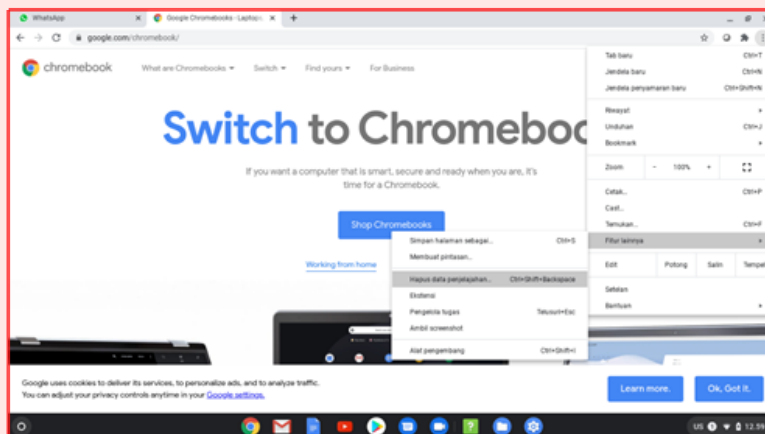 WhatsApp
Google Chromebooks - Laptops,
google.com/chromebook/
chromebook
What are Chromebooks
Switch
Find yours
For Business
Switch to Chromeboo
If you want a computer that is smart, secure and ready when you are, it's
time for a Chromebook.
Shop Chromebooks
Working from home
Tab baru Ctrl+T
Jendela baru Ctrl+N
Jendela penyamaran baru Ctrl+Shift+N
Riwayat
Unduhan Ctrl+J
Bookmark
Zoom - 100% +
Cetak... Ctrl+P
Cast...
Temukan... Ctrl+F
Fitur lainnya
Edit Potong Salin Tempel
Setelan
Bantuan
Simpan halaman sebagai... Ctrl+S
Membuat pintasan...
Hapus data penjelajahan... Ctrl+Shift+Backspace
Ekstensi
Pengelola tugas Telusuri+Esc
Ambil screenshot
Alat pengembang Ctrl+Shift+I
Google uses cookies to deliver its services, to personalize ads, and to analyze traffic.
You can adjust your privacy controls anytime in your Google settings.
Learn more.
Ok, Got it.
US 12.59